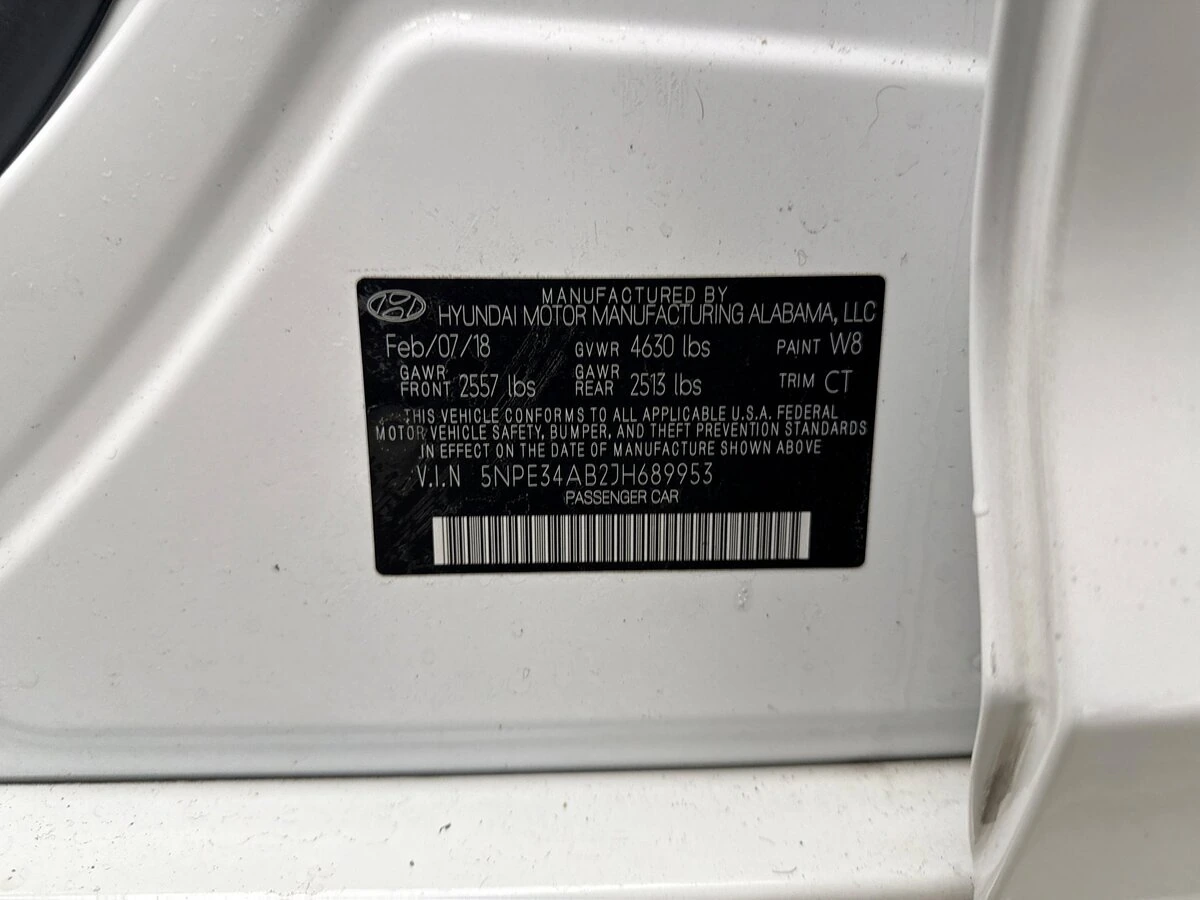 MANUFACTURED BY
HYUNDAI MOTOR MANUFACTURING ALABAMA, LLC
Feb/07/18 GVWR 4630 lbs PAINT W8
GAWR FRONT 2557 lbs GAWR REAR 2513 lbs TRIM CT
THIS VEHICLE CONFORMS TO ALL APPLICABLE U.S.A. FEDERAL
MOTOR VEHICLE SAFETY, BUMPER, AND THEFT PREVENTION STANDARDS
IN EFFECT ON THE DATE OF MANUFACTURE SHOWN ABOVE
V.I.N 5NPE34AB2JH689953
PASSENGER CAR